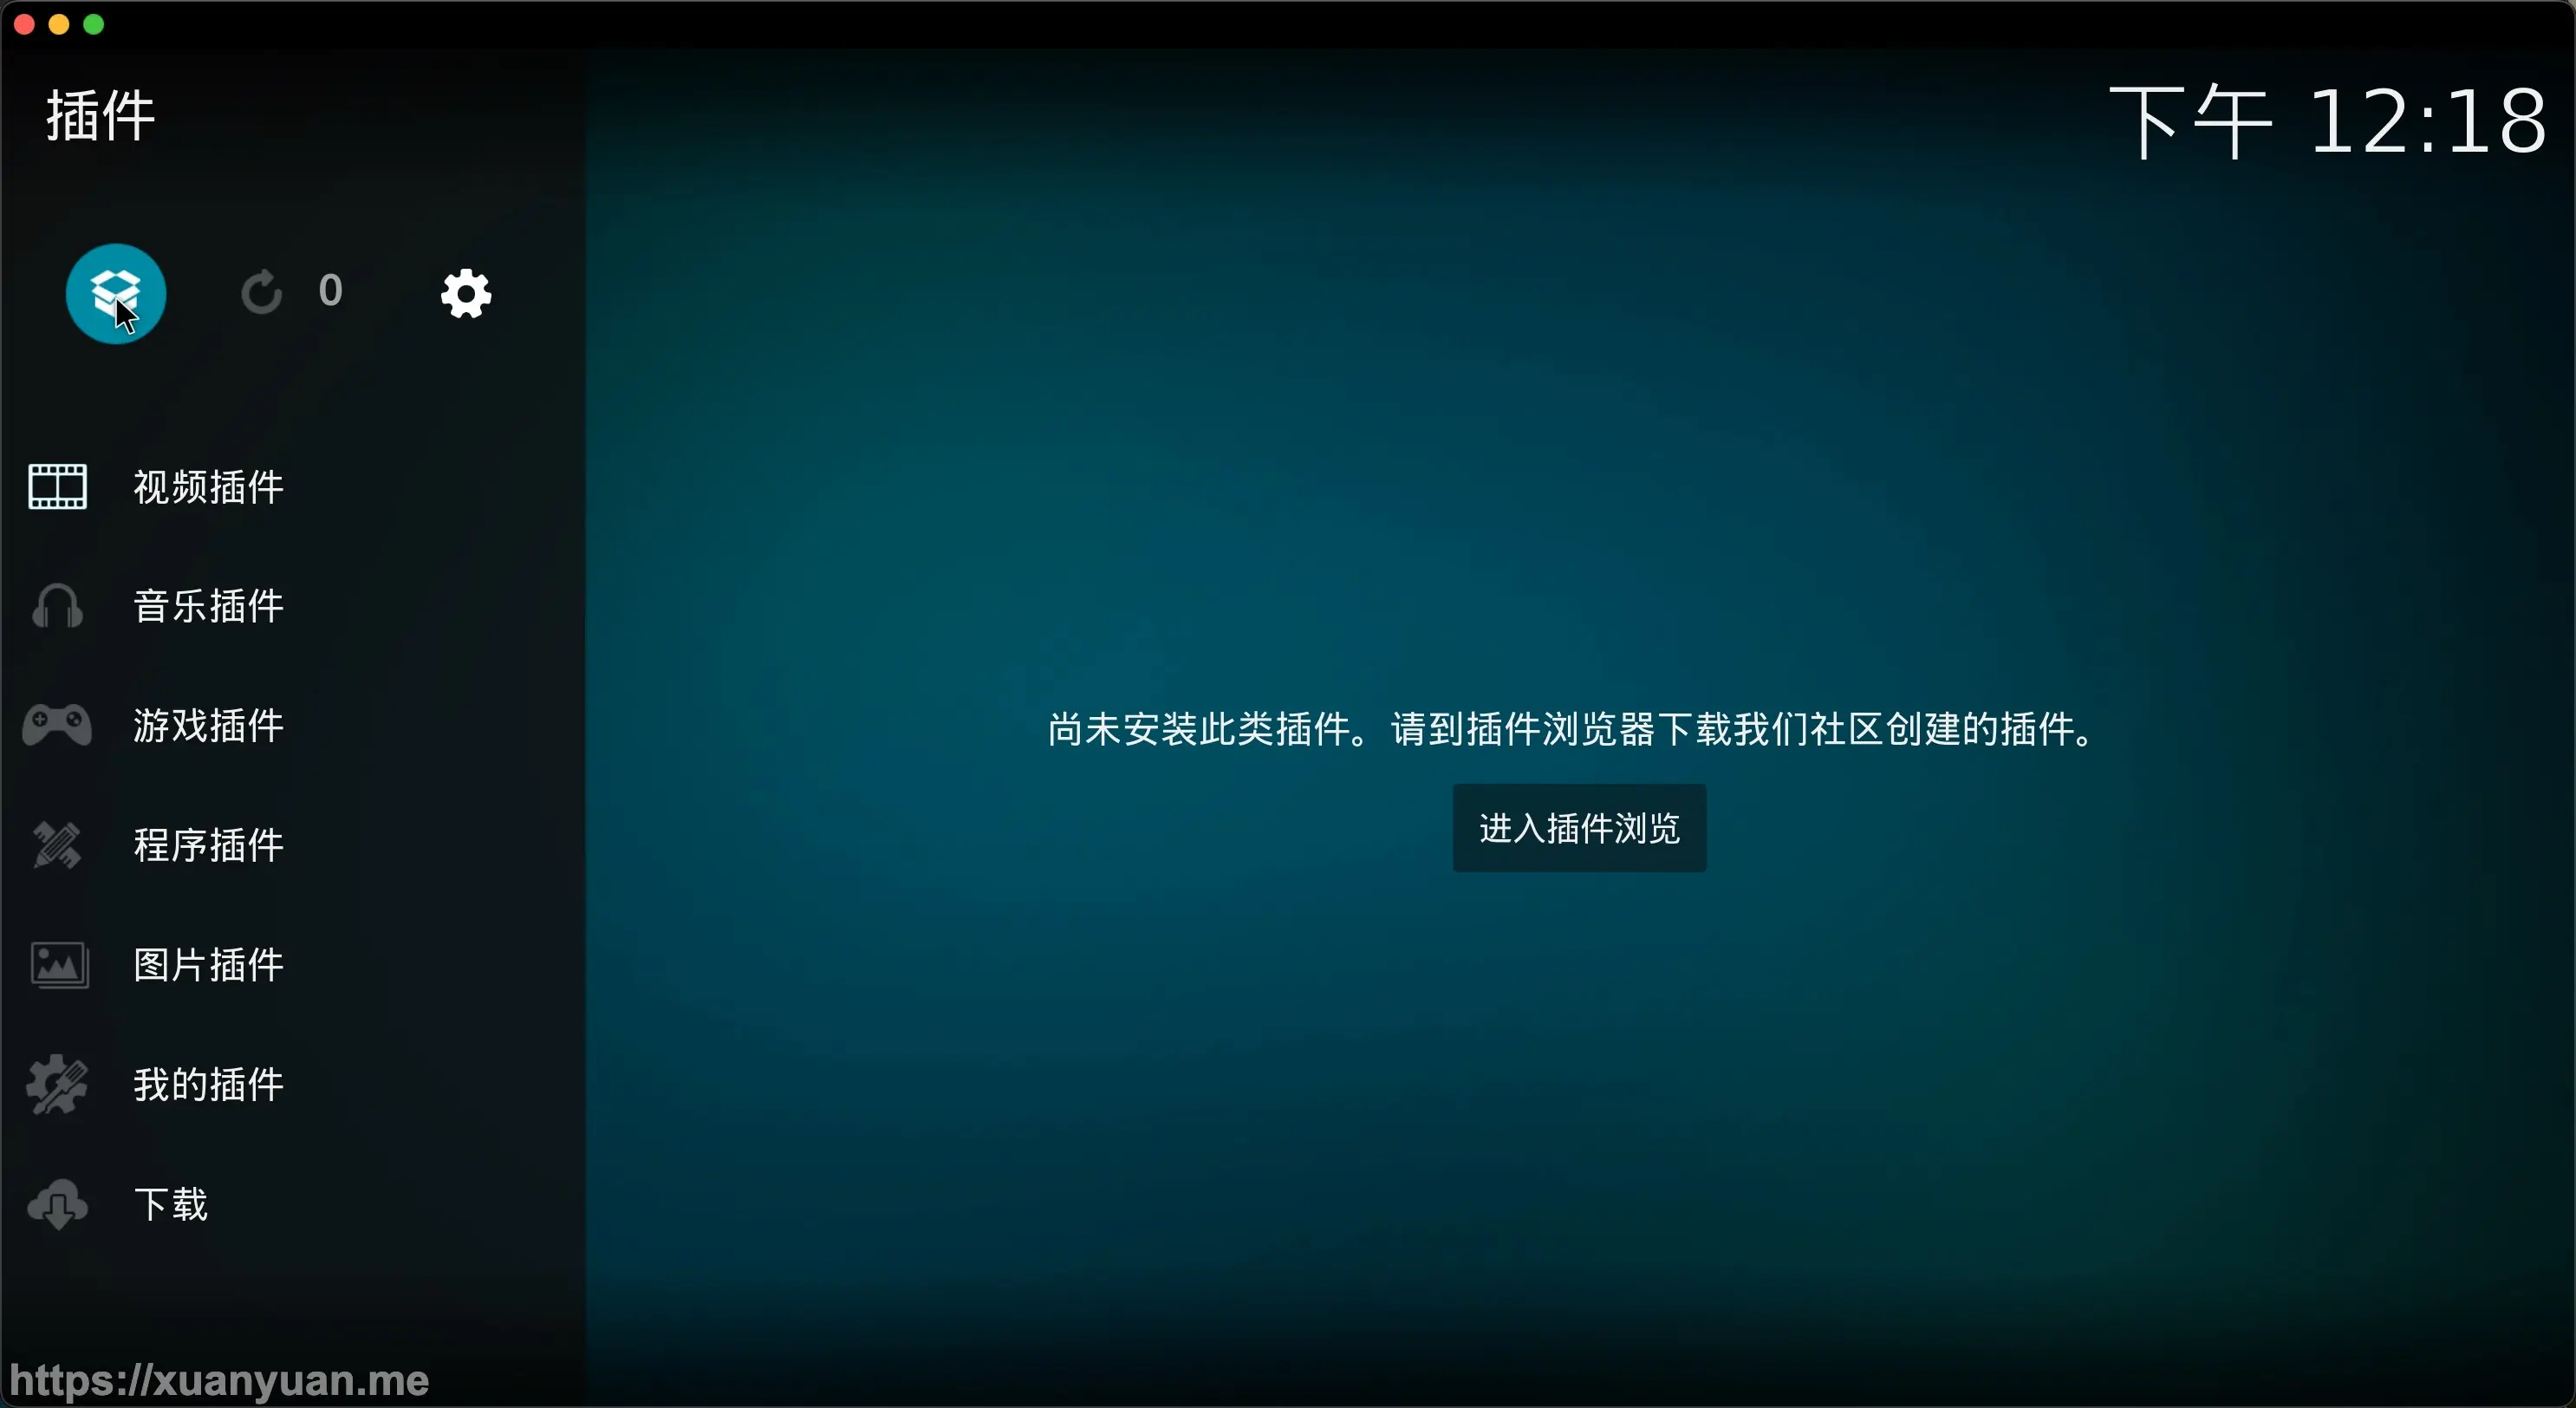 插件
下午 12:18
0
视频插件
音乐插件
游戏插件
程序插件
图片插件
我的插件
下载
尚未安装此类插件。请到插件浏览器下载我们社区创建的插件。
进入插件浏览
https://xuanyuan.me